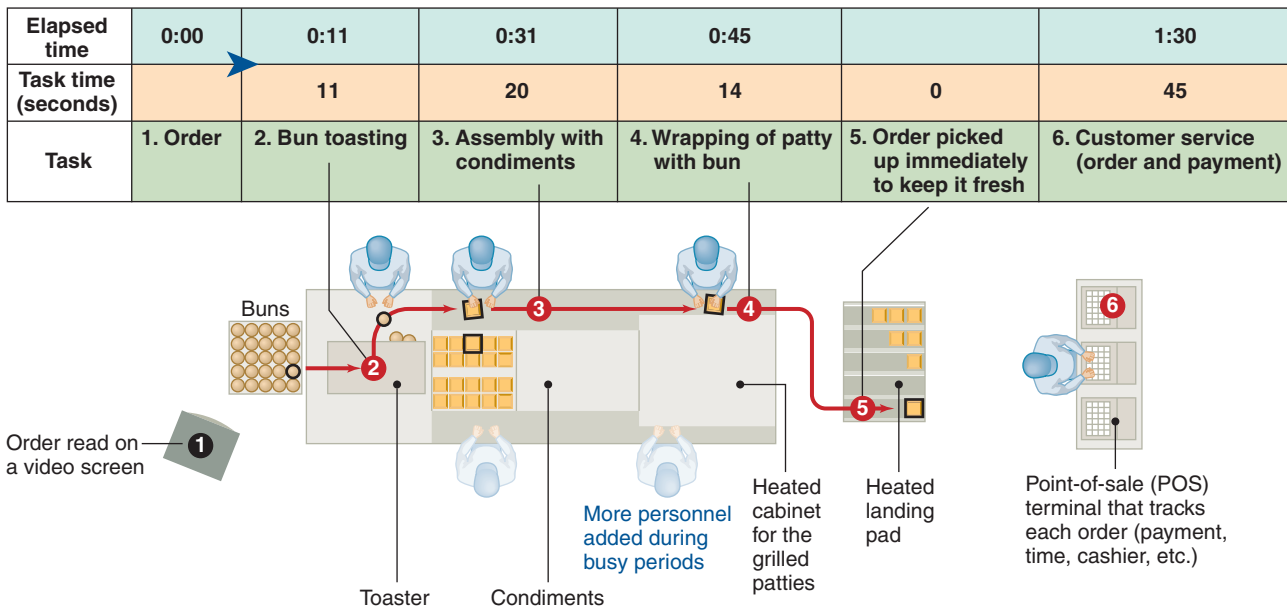 Elapsed
time
0:00
0:11
0:31
0:45
1:30
Task time
(seconds)
11
20
14
0
45
Task
1. Order
2. Bun toasting
3. Assembly with
condiments
4. Wrapping of patty
with bun
5. Order picked
up immediately
to keep it fresh
6. Customer service
(order and payment)
Buns
2
3
4
5
6
1
Order read on
a video screen
Toaster
Condiments
More personnel
added during
busy periods
Heated
cabinet
for the
grilled
patties
Heated
landing
pad
Point-of-sale (POS)
terminal that tracks
each order (payment,
time, cashier, etc.)